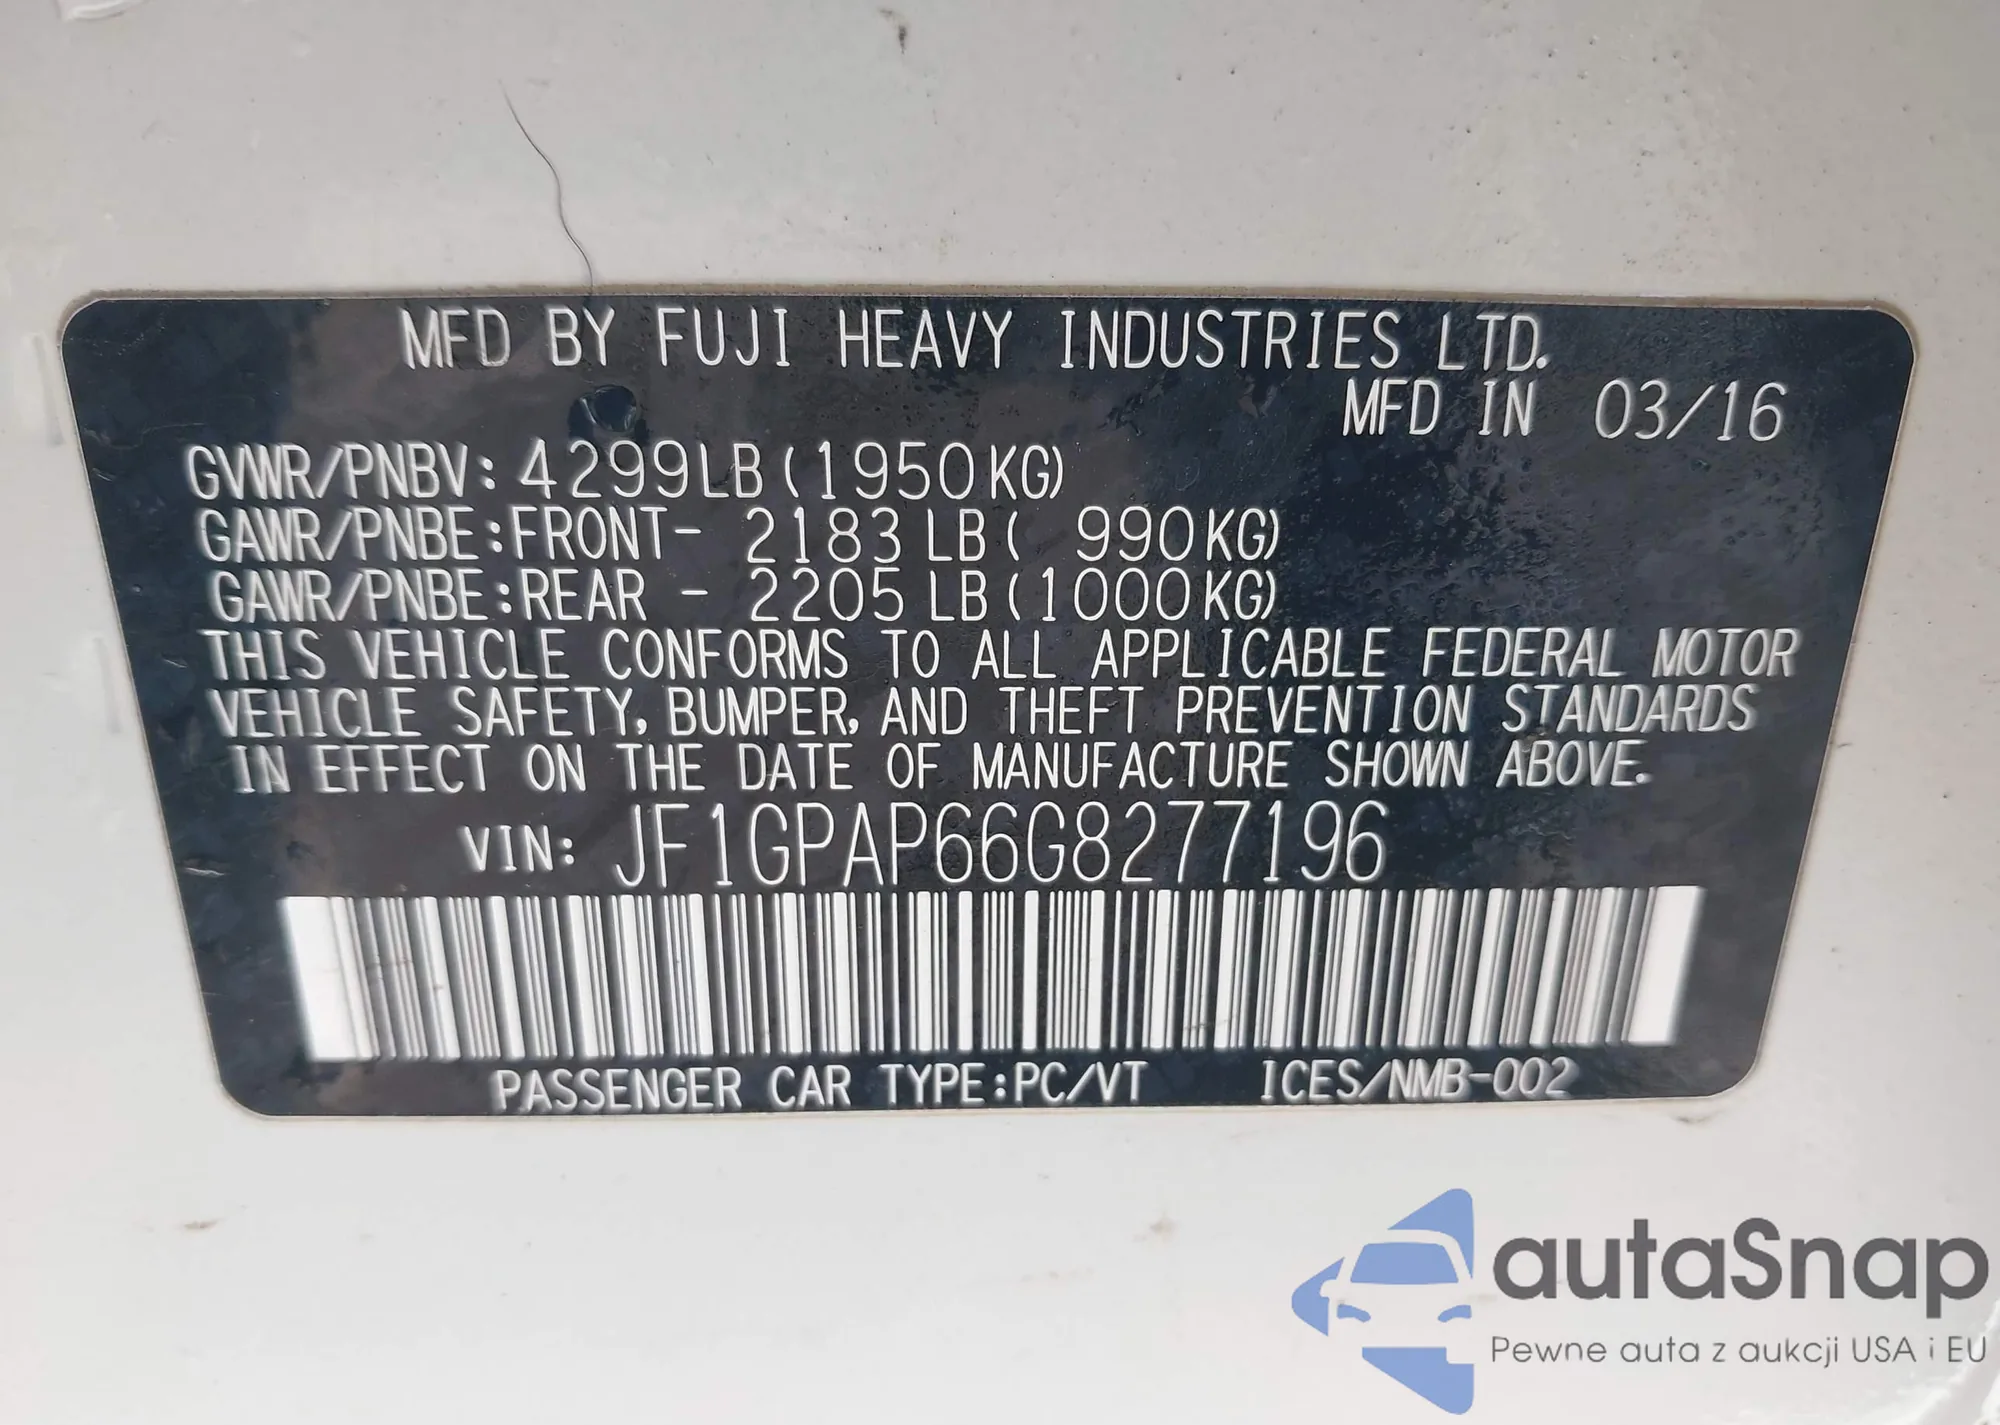 MFD BY FUJI HEAVY INDUSTRIES LTD.
MFD IN 03/16
GVWR/PNBV: 4299LB (1950KG)
GAWR/PNBE:FRONT- 2183 LB ( 990KG)
GAWR/PNBE:REAR - 2205 LB (1000KG)
THIS VEHICLE CONFORMS TO ALL APPLICABLE FEDERAL MOTOR
VEHICLE SAFETY, BUMPER, AND THEFT PREVENTION STANDARDS
IN EFFECT ON THE DATE OF MANUFACTURE SHOWN ABOVE.
VIN: JF1GPAP66G8277196
PASSENGER CAR TYPE:PC/VT ICES/NMB-002
autaSnap
Pewne auta z aukcji USA i EU